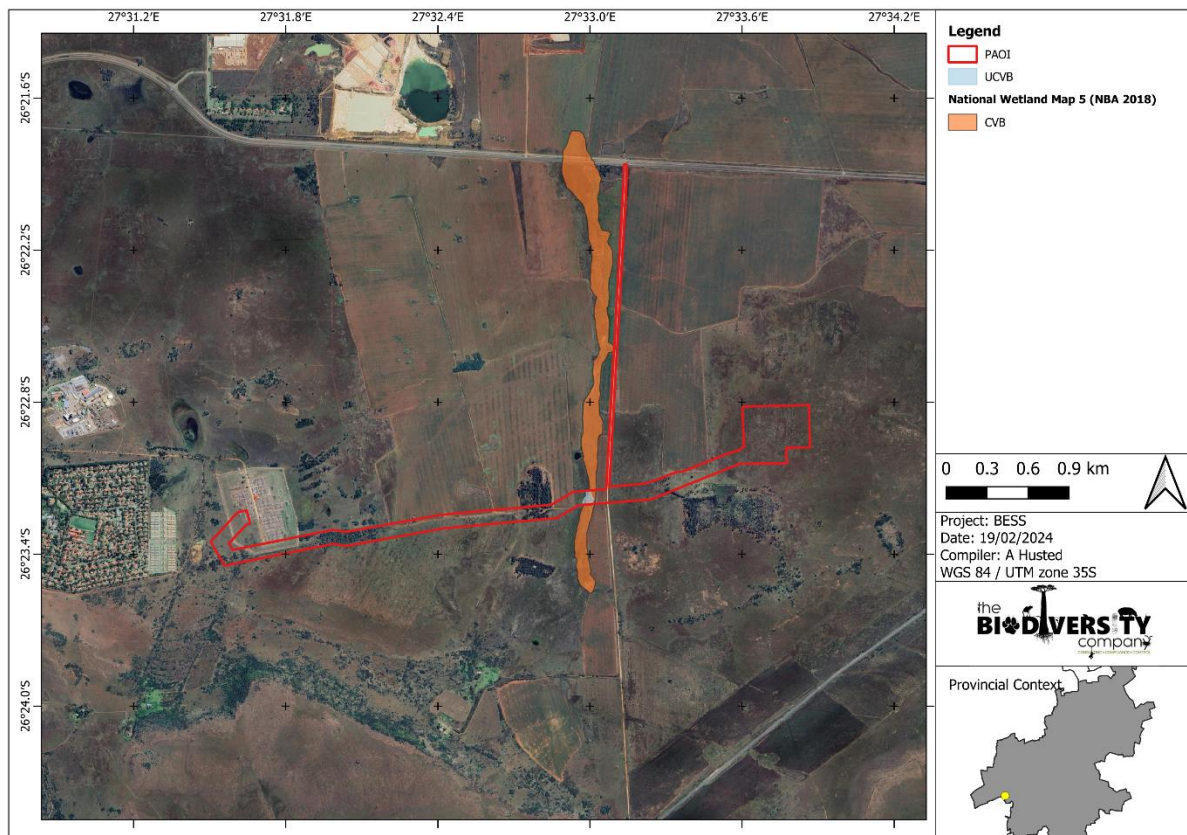 27°31.2'E 27°31.8'E 27°32.4'E 27°33.0'E 27°33.6'E 27°34.2'E
26°21.6'S
26°22.2'S
26°22.8'S
26°23.4'S
26°24.0'S
Legend
PAOI
UCVB
National Wetland Map 5 (NBA 2018)
CVB
0 0.3 0.6 0.9 km
Project: BESS
Date: 19/02/2024
Compiler: A Husted
WGS 84 / UTM zone 35S
the
BIODIVERSITY
company
Provincial Context